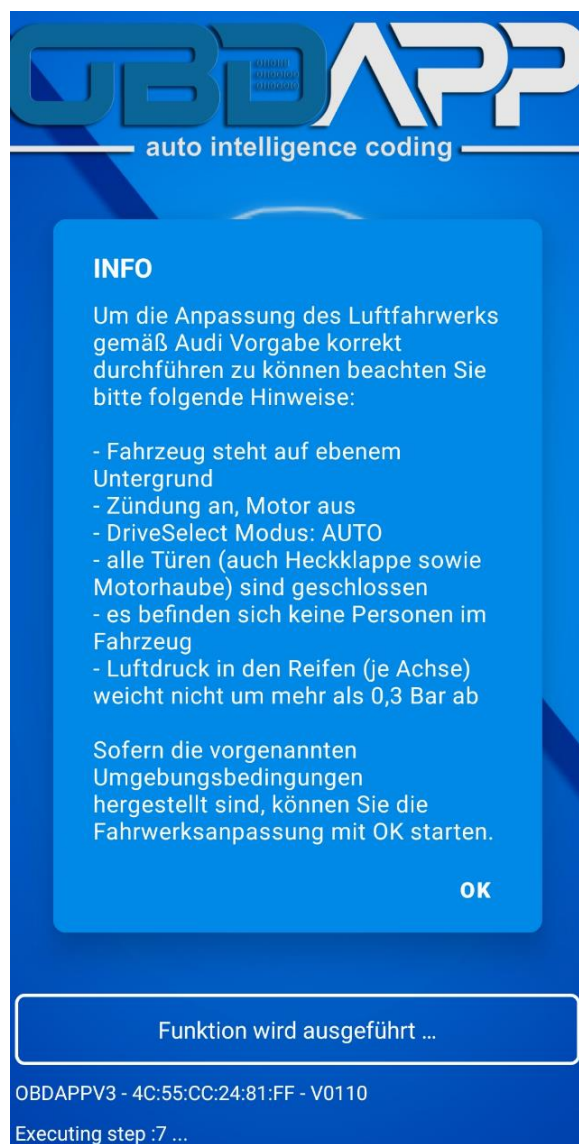 OBDAPP
auto intelligence coding
INFO
Um die Anpassung des Luftfahrwerks
gemäß Audi Vorgabe korrekt
durchführen zu können beachten Sie
bitte folgende Hinweise:
- Fahrzeug steht auf ebenem
Untergrund
- Zündung an, Motor aus
- DriveSelect Modus: AUTO
- alle Türen (auch Heckklappe sowie
Motorhaube) sind geschlossen
- es befinden sich keine Personen im
Fahrzeug
- Luftdruck in den Reifen (je Achse)
weicht nicht um mehr als 0,3 Bar ab
Sofern die vorgenannten
Umgebungsbedingungen
hergestellt sind, können Sie die
Fahrwerksanpassung mit OK starten.
OK
Funktion wird ausgeführt ...
OBDAPPV3 - 4C:55:CC:24:81:FF - V0110
Executing step :7 ...